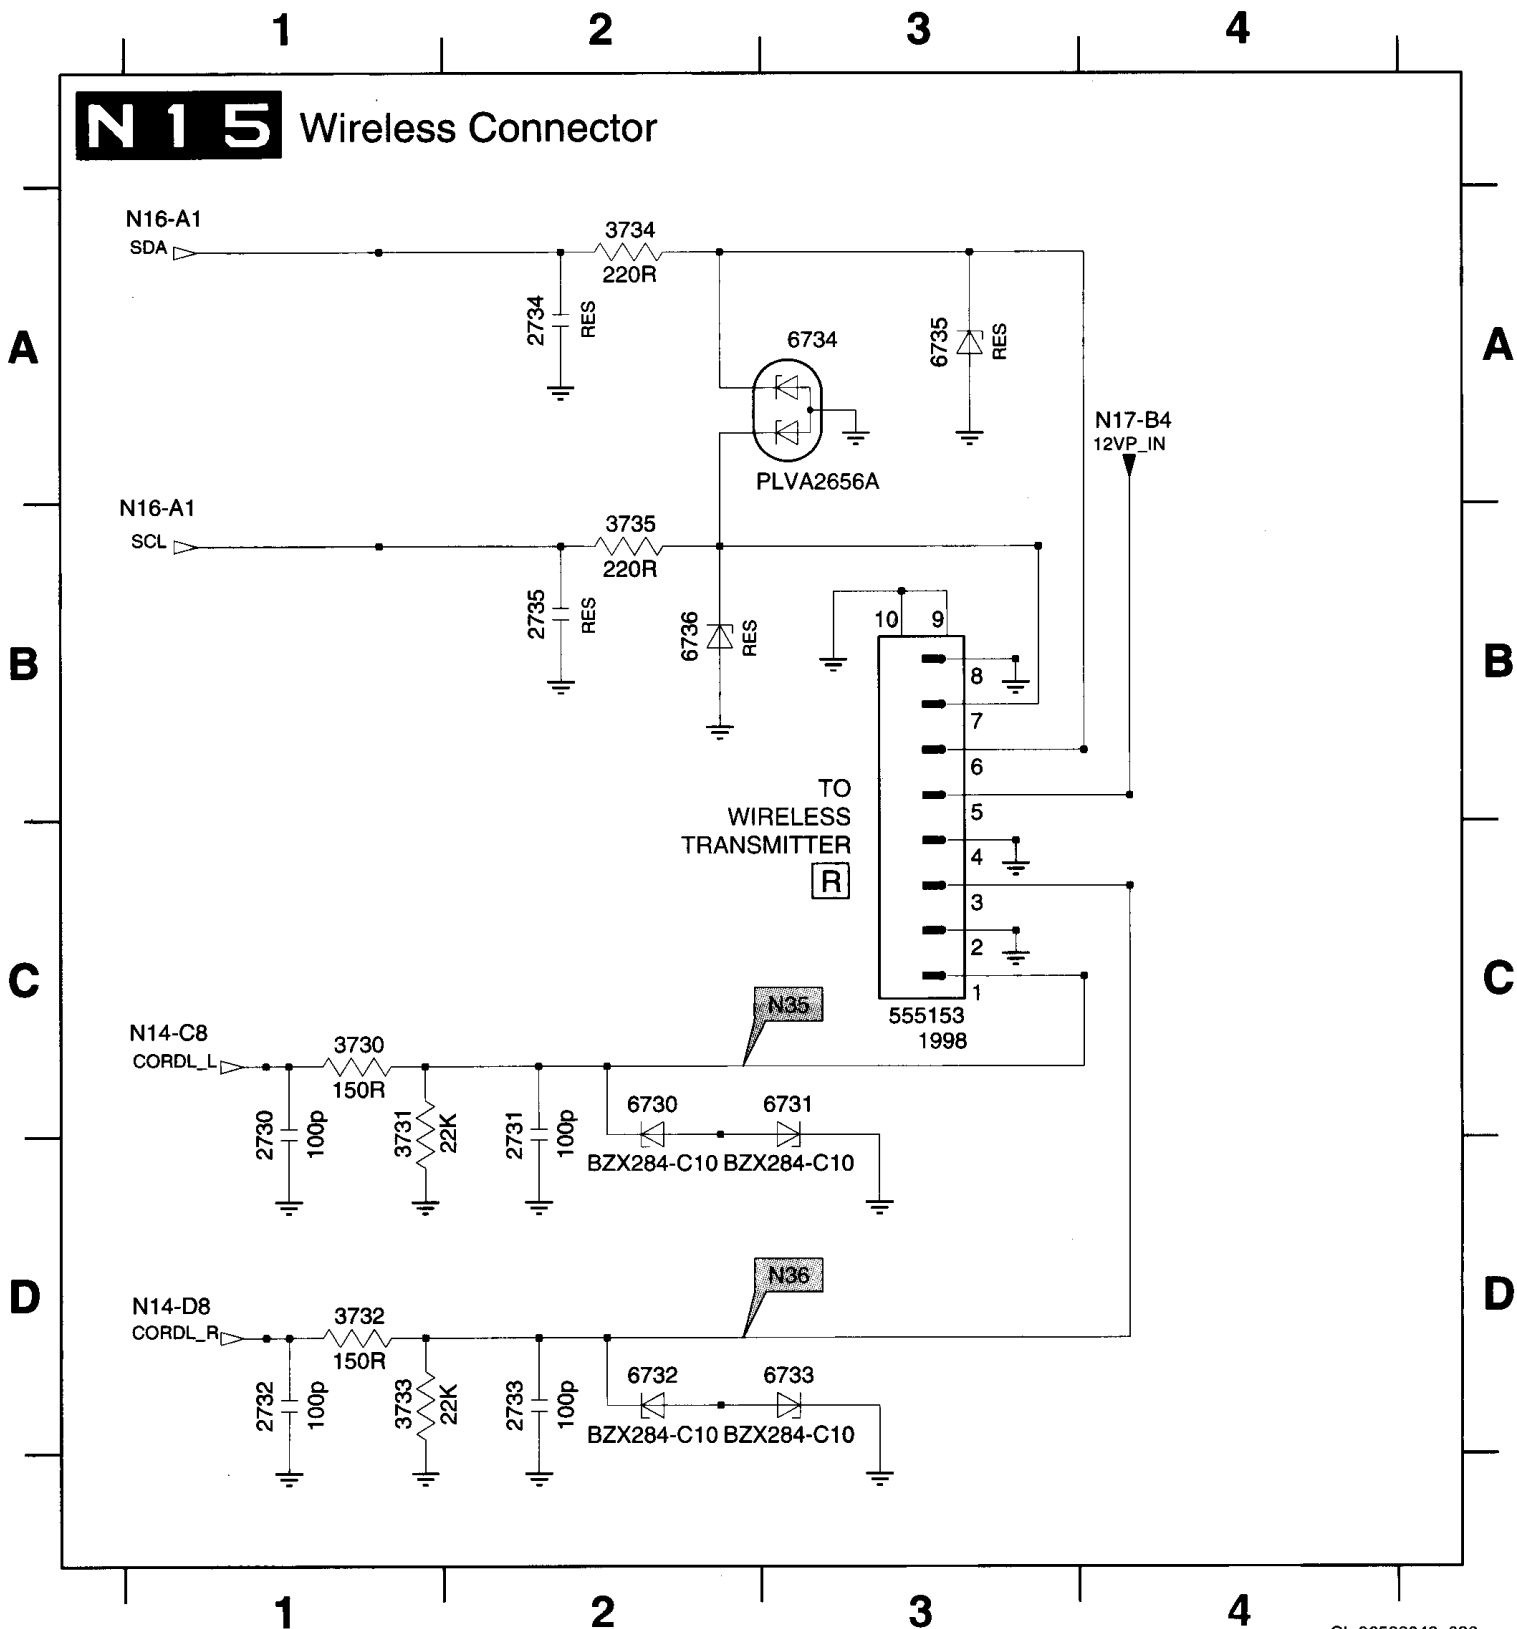 1 2 3 4
N15 Wireless Connector
N16-A1
SDA
3734
220R
2734
RES
6734
PLVA2656A
6735
RES
A A
N17-B4
12VP_IN
N16-A1
SCL
3735
220R
2735
RES
6736
RES
10 9
8
7
6
5
4
3
2
1
B B
TO
WIRELESS
TRANSMITTER
R
555153
1998
C C
N35
N14-C8
CORDL_L
3730
150R
2730
100p
3731
22K
2731
100p
6730 6731
BZX284-C10 BZX284-C10
N36
D D
N14-D8
CORDL_R
3732
150R
2732
100p
3733
22K
2733
100p
6732 6733
BZX284-C10 BZX284-C10
1 2 3 4